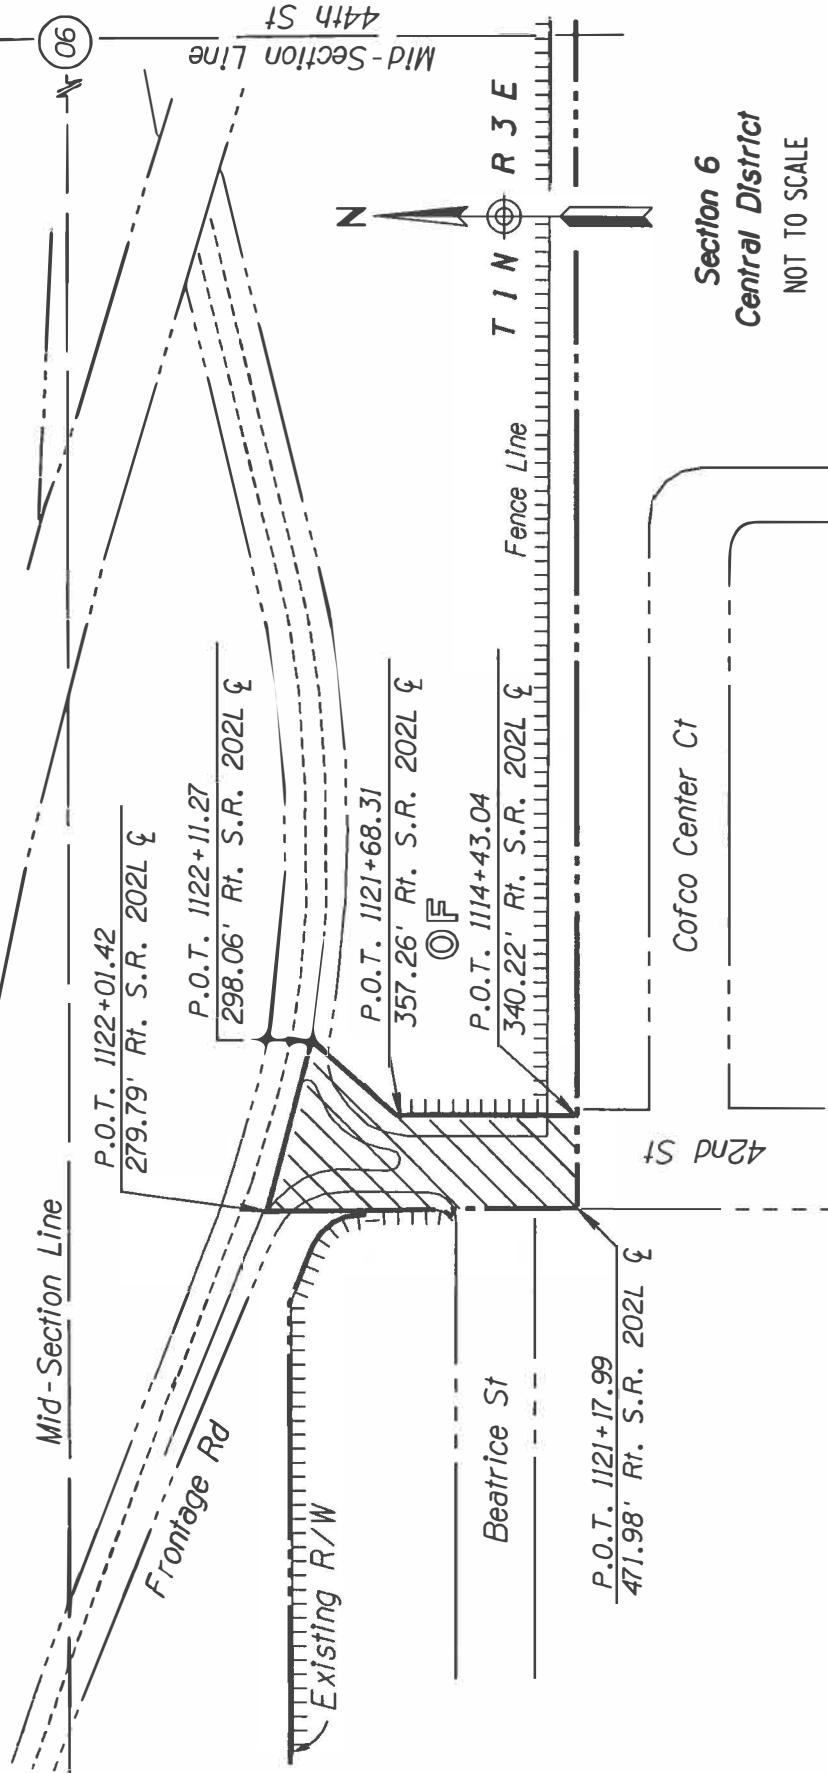 06
Mid-Section Line
44th St
Mid-Section Line
P.O.T. 1122+01.42
279.79' Rt. S.R. 202L ℄
P.O.T. 1122+11.27
298.06' Rt. S.R. 202L ℄
P.O.T. 1121+68.31
357.26' Rt. S.R. 202L ℄
P.O.T. 1114+43.04
340.22' Rt. S.R. 202L ℄
P.O.T. 1121+17.99
471.98' Rt. S.R. 202L ℄
Frontage Rd
Existing R/W
Beatrice St
42nd St
Cofco Center Ct
Fence Line
OF
N
T 1 N R 3 E
Section 6
Central District
NOT TO SCALE